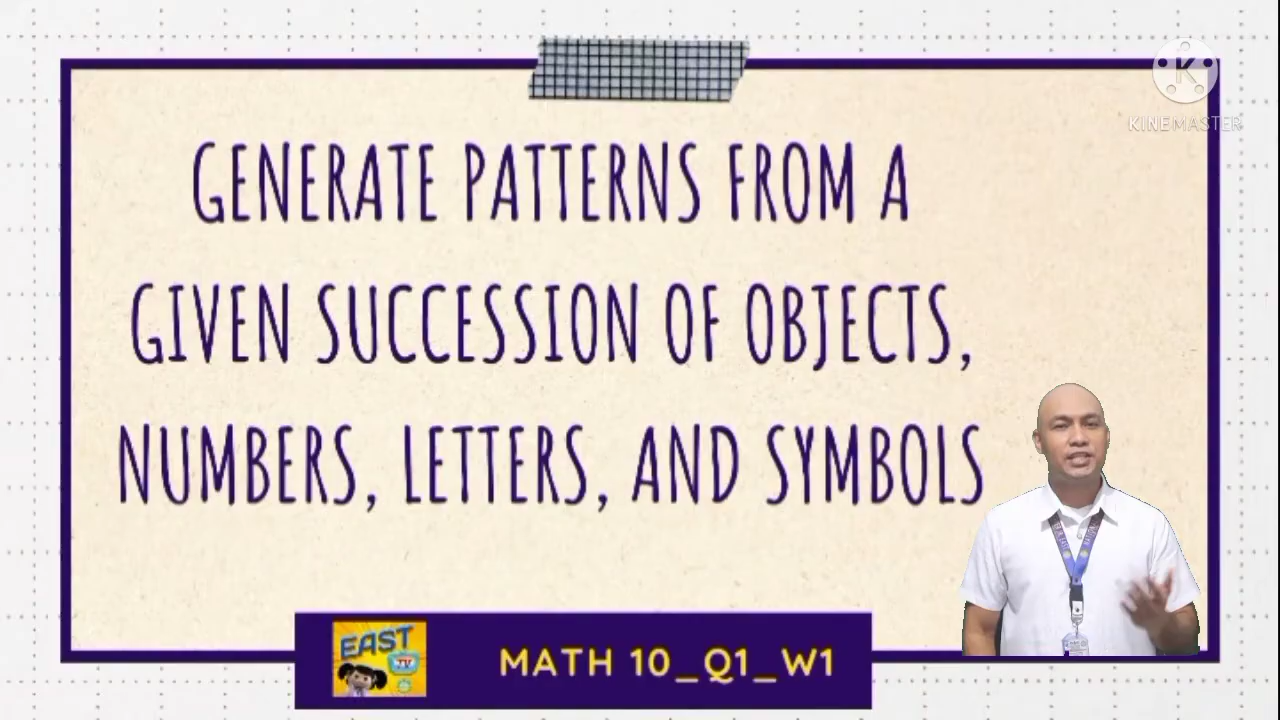 KINEMASTER
GENERATE PATTERNS FROM A
GIVEN SUCCESSION OF OBJECTS,
NUMBERS, LETTERS, AND SYMBOLS
EAST
TV
MATH 10_Q1_W1